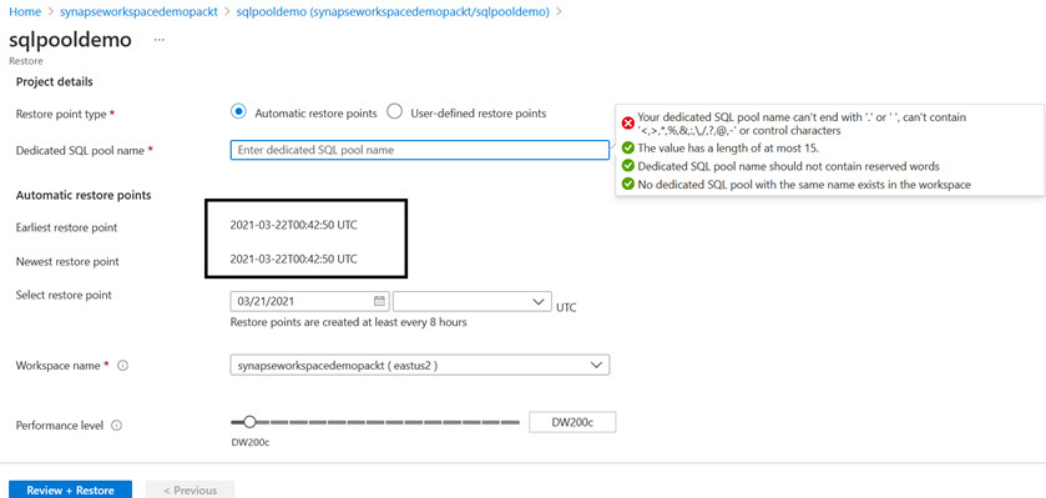 Home > synapseworkspacedemopackt > sqlpooldemo (synapseworkspacedemopackt/sqlpooldemo) >
sqlpooldemo ...
Restore
Project details
Restore point type * Automatic restore points User-defined restore points
Dedicated SQL pool name * Enter dedicated SQL pool name
Your dedicated SQL pool name can't end with '.' or ' ', can't contain
'<,>,*,%,&,:,\,/,?,@,-' or control characters
The value has a length of at most 15.
Dedicated SQL pool name should not contain reserved words
No dedicated SQL pool with the same name exists in the workspace
Automatic restore points
Earliest restore point 2021-03-22T00:42:50 UTC
Newest restore point 2021-03-22T00:42:50 UTC
Select restore point 03/21/2021 UTC
Restore points are created at least every 8 hours
Workspace name * synapseworkspacedemopackt ( eastus2 )
Performance level DW200c
DW200c
Review + Restore < Previous